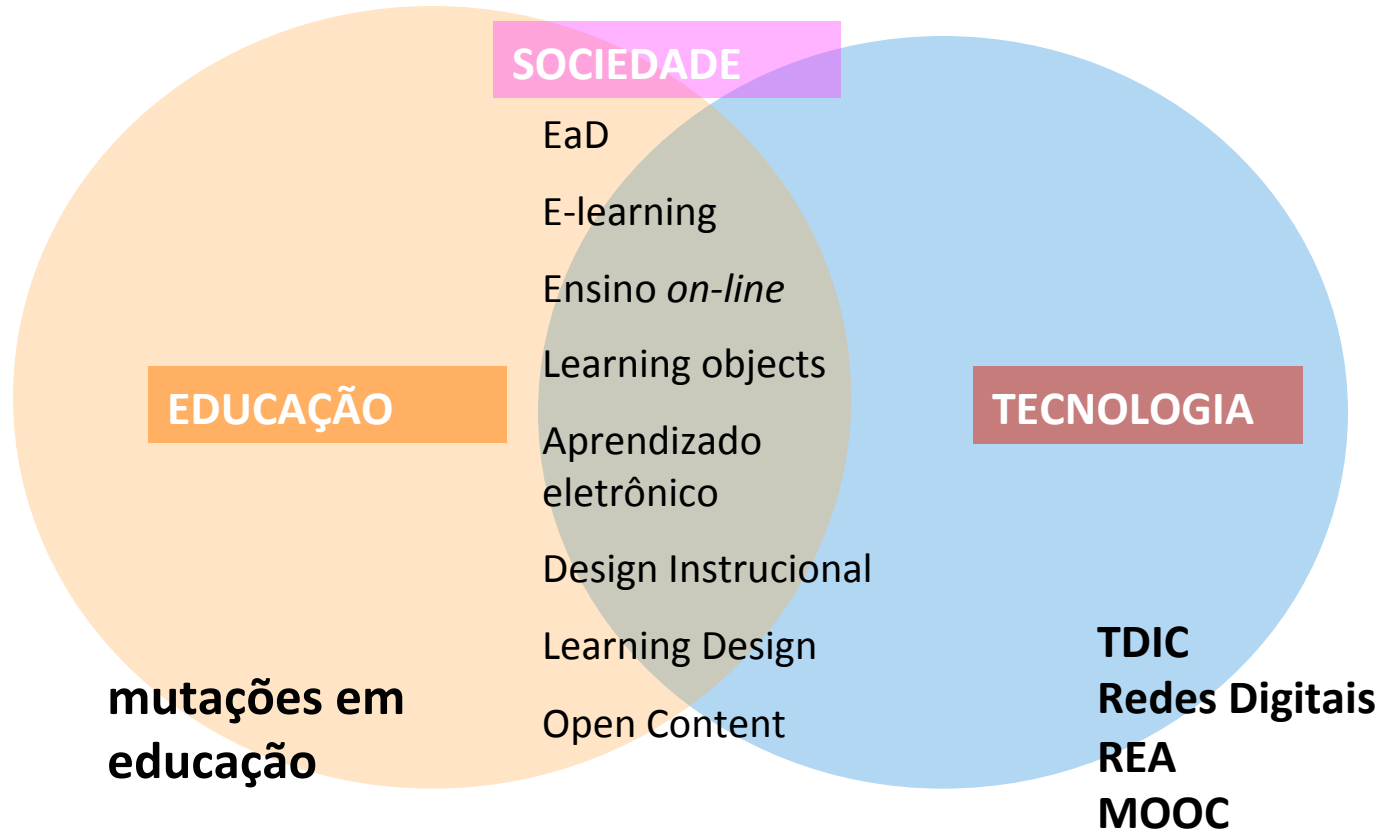 SOCIEDADE
EaD
E-learning
Ensino on-line
Learning objects
EDUCAÇÃO
TECNOLOGIA
Aprendizado
eletrônico
Design Instrucional
Learning Design
Open Content
mutações em
educação
TDIC
Redes Digitais
REA
MOOC